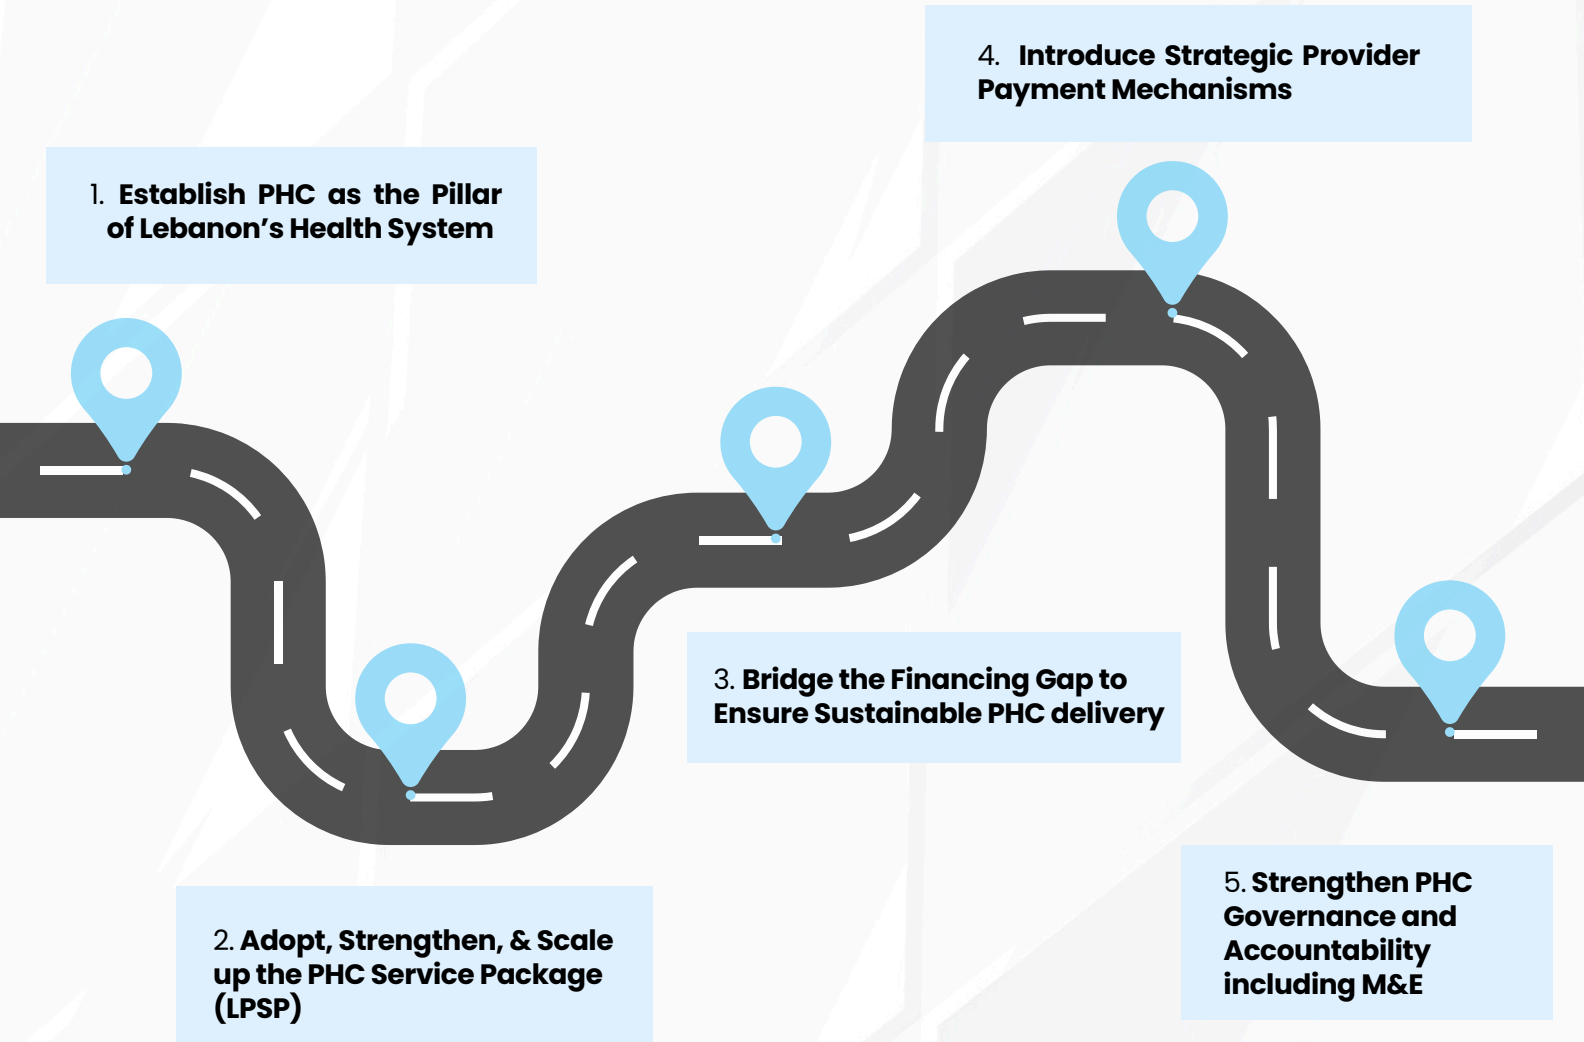 1. Establish PHC as the Pillar
of Lebanon’s Health System
2. Adopt, Strengthen, & Scale
up the PHC Service Package
(LPSP)
3. Bridge the Financing Gap to
Ensure Sustainable PHC delivery
4. Introduce Strategic Provider
Payment Mechanisms
5. Strengthen PHC
Governance and
Accountability
including M&E